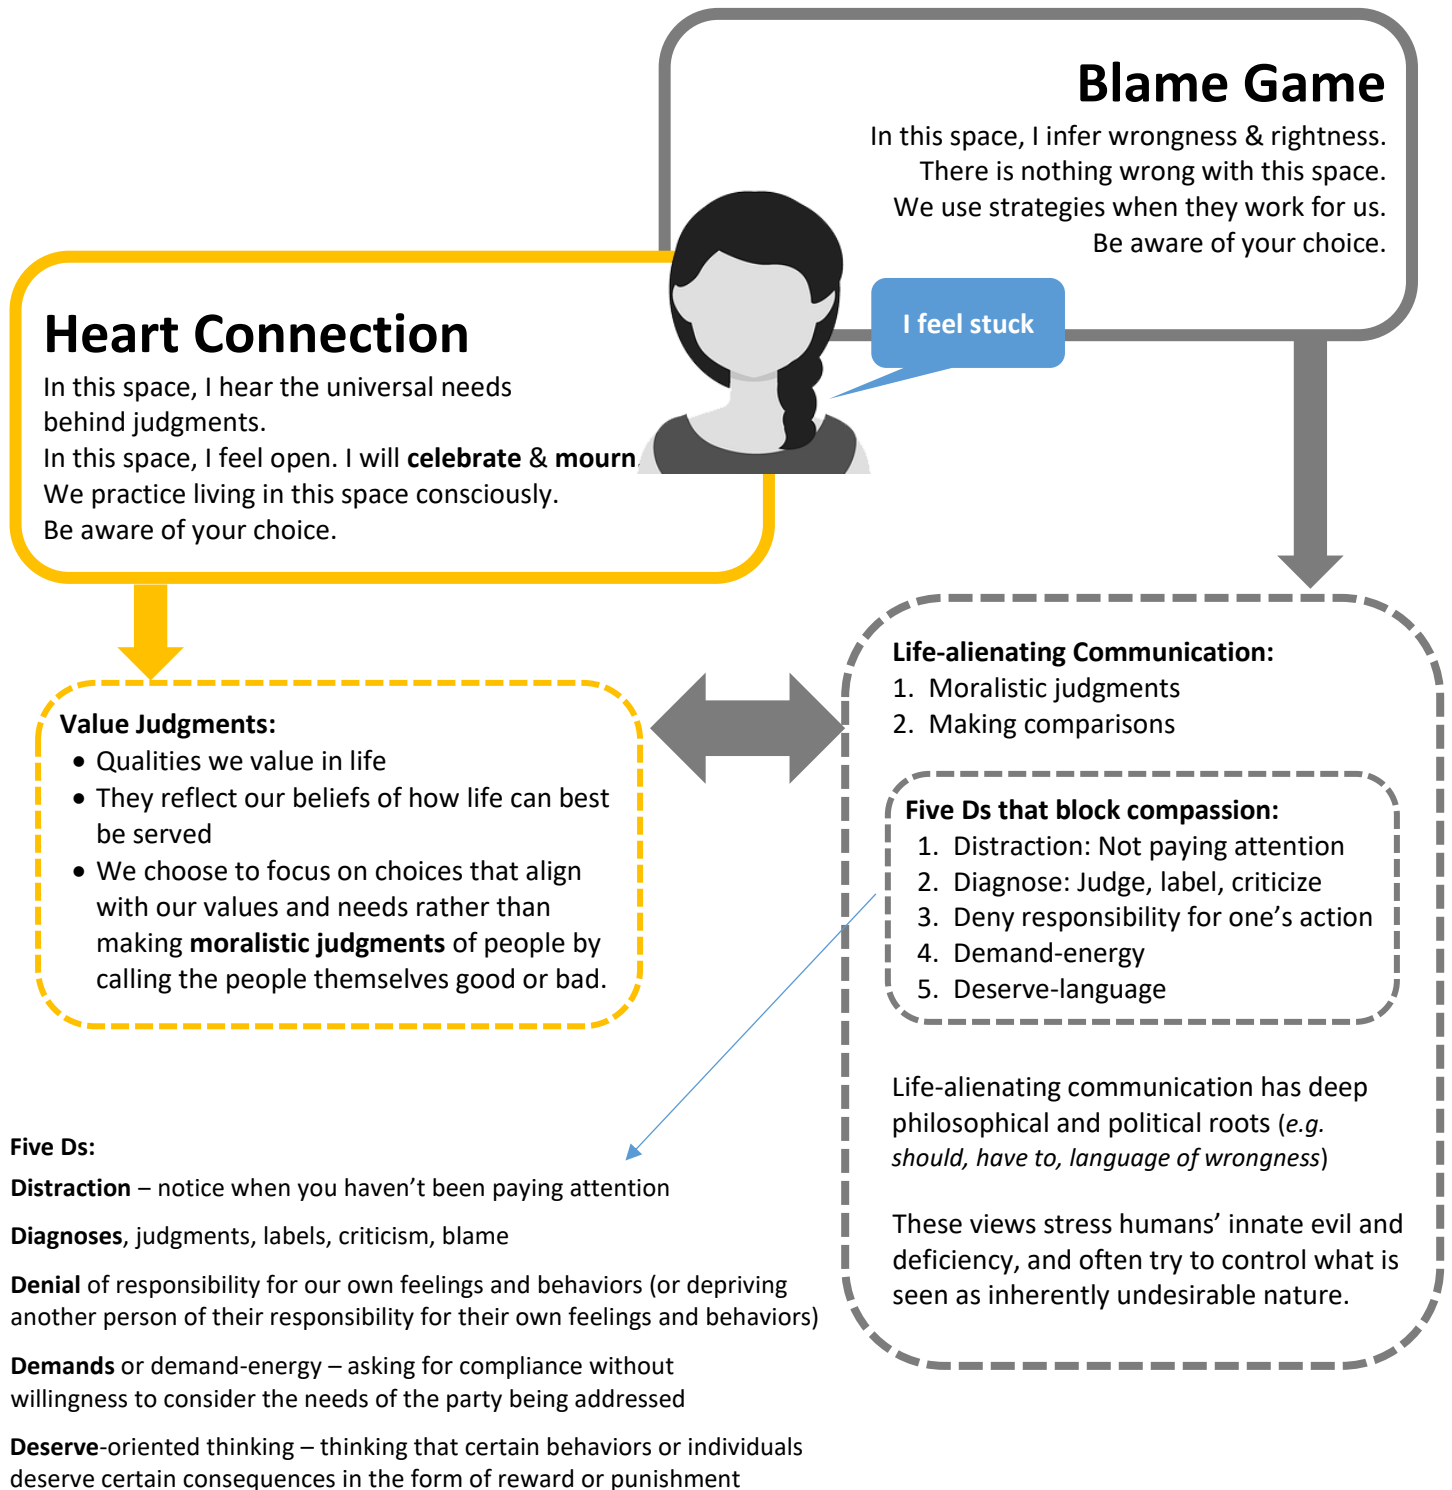 Blame Game
In this space, I infer wrongness & rightness.
There is nothing wrong with this space.
We use strategies when they work for us.
Be aware of your choice.
I feel stuck
Heart Connection
In this space, I hear the universal needs
behind judgments.
In this space, I feel open. I will celebrate & mourn.
We practice living in this space consciously.
Be aware of your choice.
Value Judgments:
• Qualities we value in life
• They reflect our beliefs of how life can best
be served
• We choose to focus on choices that align
with our values and needs rather than
making moralistic judgments of people by
calling the people themselves good or bad.
Life-alienating Communication:
1. Moralistic judgments
2. Making comparisons
Five Ds that block compassion:
1. Distraction: Not paying attention
2. Diagnose: Judge, label, criticize
3. Deny responsibility for one’s action
4. Demand-energy
5. Deserve-language
Life-alienating communication has deep
philosophical and political roots (e.g.
should, have to, language of wrongness)
These views stress humans’ innate evil and
deficiency, and often try to control what is
seen as inherently undesirable nature.
Five Ds:
Distraction – notice when you haven’t been paying attention
Diagnoses, judgments, labels, criticism, blame
Denial of responsibility for our own feelings and behaviors (or depriving
another person of their responsibility for their own feelings and behaviors)
Demands or demand-energy – asking for compliance without
willingness to consider the needs of the party being addressed
Deserve-oriented thinking – thinking that certain behaviors or individuals
deserve certain consequences in the form of reward or punishment